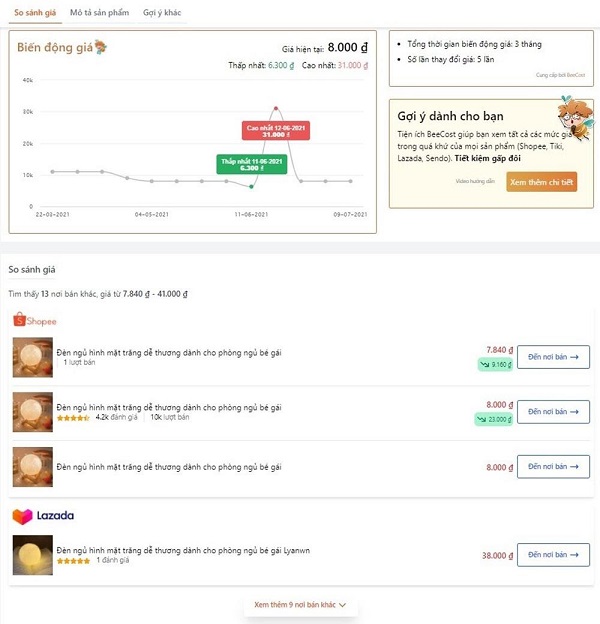 So sánh giá
Mô tả sản phẩm
Gợi ý khác
Biến động giá
Giá hiện tại: 8.000 ₫
Thấp nhất: 6.300 ₫ Cao nhất: 31.000 ₫
40k
30k
20k
10k
0
Cao nhất 12-06-2021
31.000 ₫
Thấp nhất 11-06-2021
6.300 ₫
22-03-2021
04-05-2021
11-06-2021
09-07-2021
• Tổng thời gian biến động giá: 3 tháng
• Số lần thay đổi giá: 5 lần
Cung cấp bởi BeeCost
Gợi ý dành cho bạn
Tiện ích BeeCost giúp bạn xem tất cả các mức giá
trong quá khứ của mọi sản phẩm (Shopee, Tiki,
Lazada, Sendo). Tiết kiệm gấp đôi
Video hướng dẫn
Xem thêm chi tiết
So sánh giá
Tìm thấy 13 nơi bán khác, giá từ 7.840 ₫ - 41.000 ₫
Shopee
Đèn ngủ hình mặt trăng dễ thương dành cho phòng ngủ bé gái
1 lượt bán
7.840 ₫
9.160 ₫
Đến nơi bán →
Đèn ngủ hình mặt trăng dễ thương dành cho phòng ngủ bé gái
4.2k đánh giá
10k lượt bán
8.000 ₫
23.000 ₫
Đến nơi bán →
Đèn ngủ hình mặt trăng dễ thương dành cho phòng ngủ bé gái
8.000 ₫
Đến nơi bán →
Lazada
Đèn ngủ hình mặt trăng dễ thương dành cho phòng ngủ bé gái Lyanwn
1 đánh giá
38.000 ₫
Đến nơi bán →
Xem thêm 9 nơi bán khác